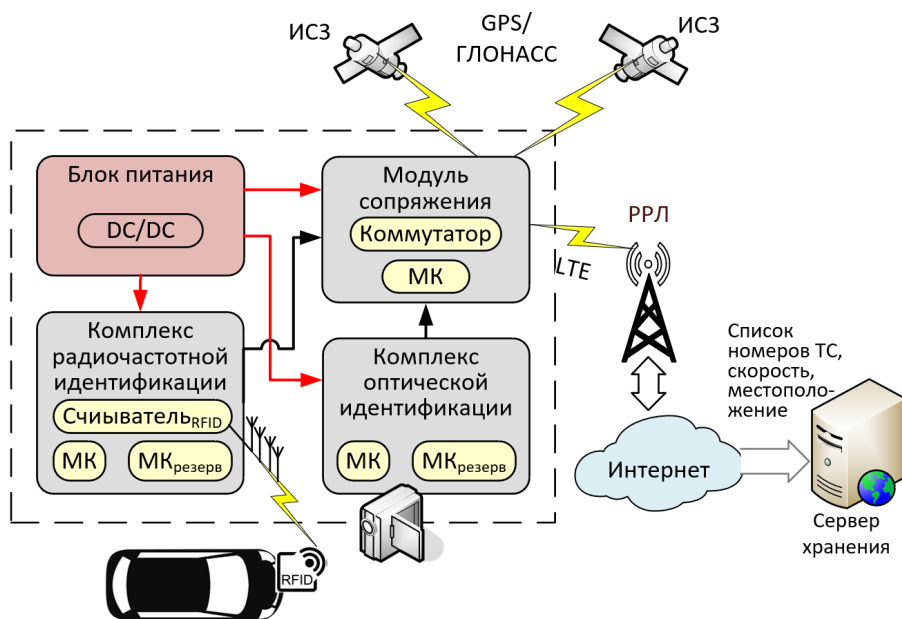 ИСЗ
GPS/
ГЛОНАСС
ИСЗ
Блок питания
DC/DC
Модуль
сопряжения
Коммутатор
МК
РРЛ
LTE
Комплекс
радиочастотной
идентификации
Счиыватель RFID
МК
МК резерв
Комплекс
оптической
идентификации
МК
МК резерв
Список
номеров ТС,
скорость,
местополо-
жение
Интернет
Сервер
хранения
RFID